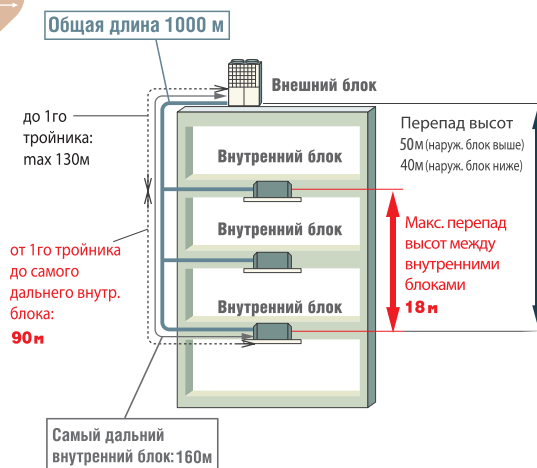 Общая длина 1000 м
Внешний блок
до 1го
тройника:
max 130м
Перепад высот
50м (наруж. блок выше)
40м (наруж. блок ниже)
Внутренний блок
Внутренний блок
Внутренний блок
от 1го тройника
до самого
дальнего внутр.
блока:
90м
Макс. перепад
высот между
внутренними
блоками
18м
Самый дальний
внутренний блок: 160м